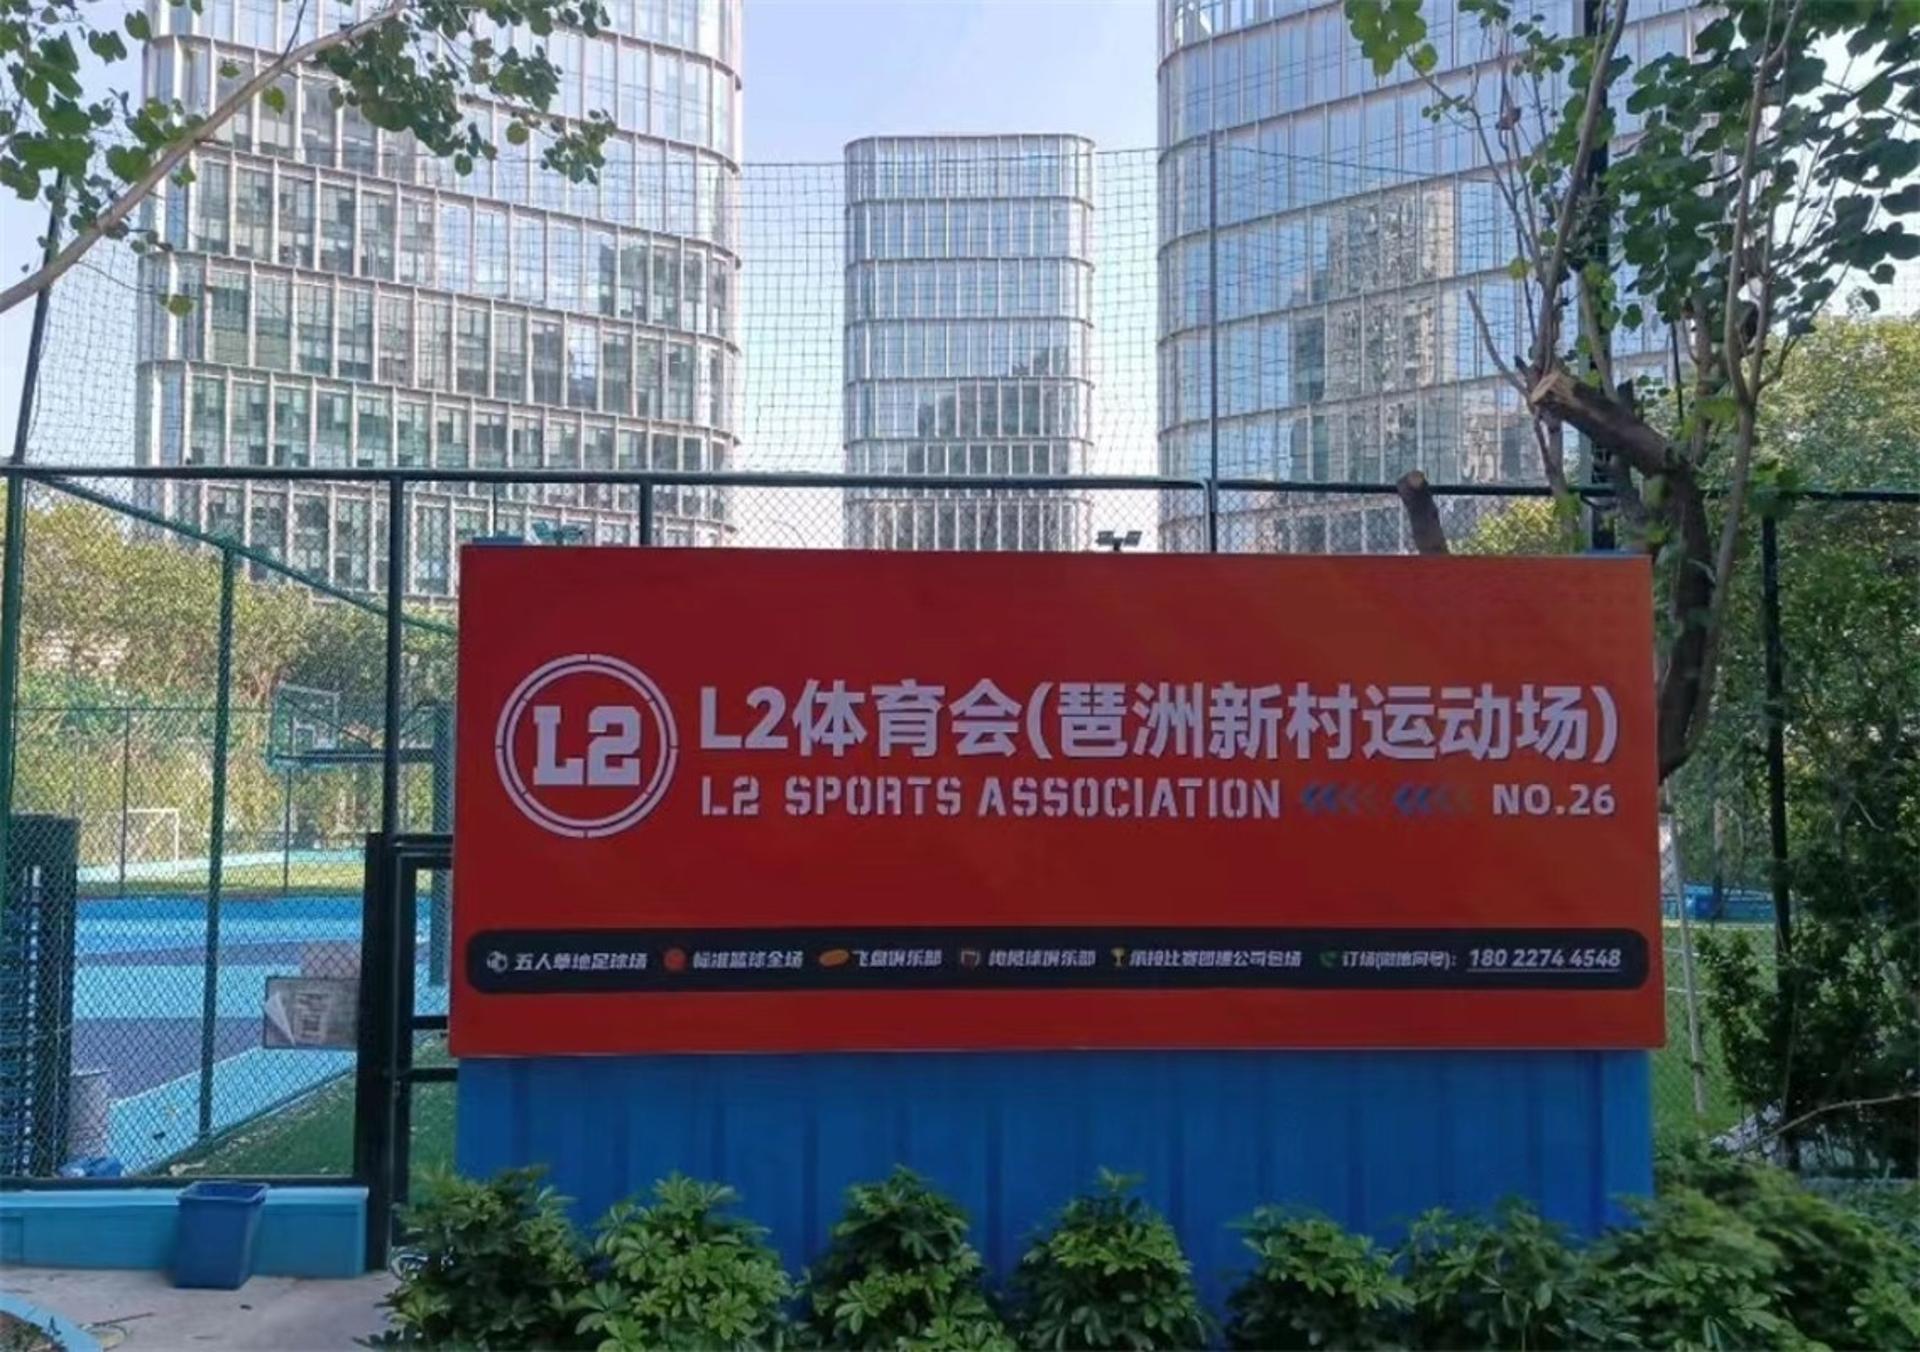 L2
L2体育会(琶洲新村运动场)
L2 SPORTS ASSOCIATION NO.26
五人草地足球场 标准篮球全场 飞盘俱乐部 俱乐部 承接比赛团建公司包场 订场(微信同号): 180 2274 4548